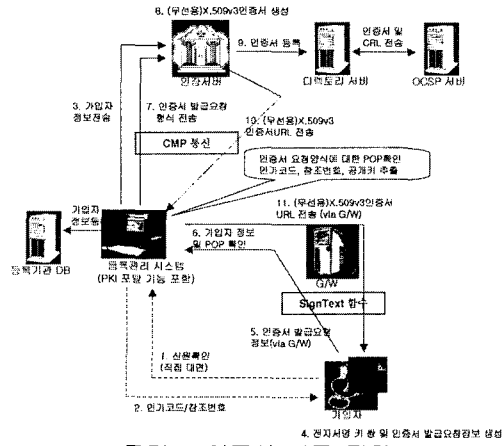 8. (무선용)X.509v3인증서 생성
9. 인증서 등록
인증서 및
CRL 전송
인증서버
디렉토리 서버
OCSP 서버
3. 가입자
정보전송
7. 인증서 발급요청
형식 전송
10. (무선용)X.509v3
인증서URL 전송
CMP 통신
인증서 요청양식에 대한 POP확인
인가코드, 참조번호, 공개키 추출
11. (무선용)X.509v3인증서
URL 전송 (via G/W)
가입자
6. 가입자 정보
및 POP 확인
등록기관 DB
등록관리 시스템
(PKI 포탈 기능 포함)
G/W
SignText 함수
5. 인증서 발급요청
정보(via G/W)
1. 신원확인
(직접 대면)
2. 인가코드/참조번호
가입자
4. 전자서명 키 쌍 및 인증서 발급요청정보 생성